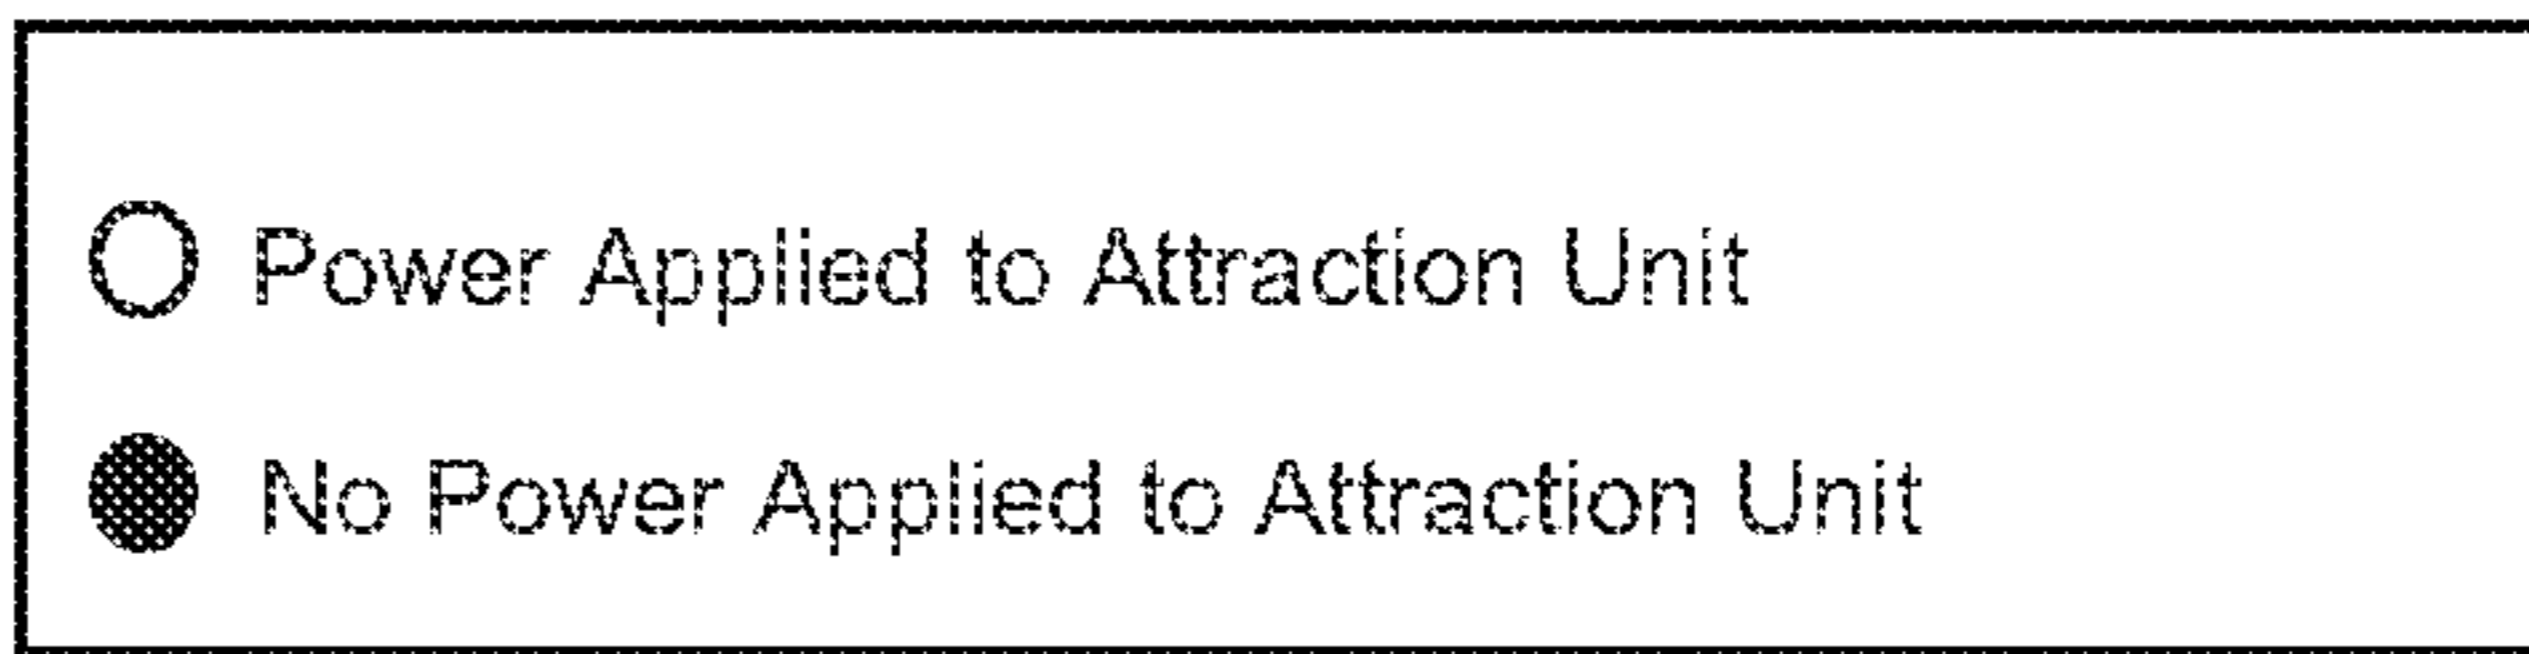 Power Applied to Attraction Unit
No Power Applied to Attraction Unit